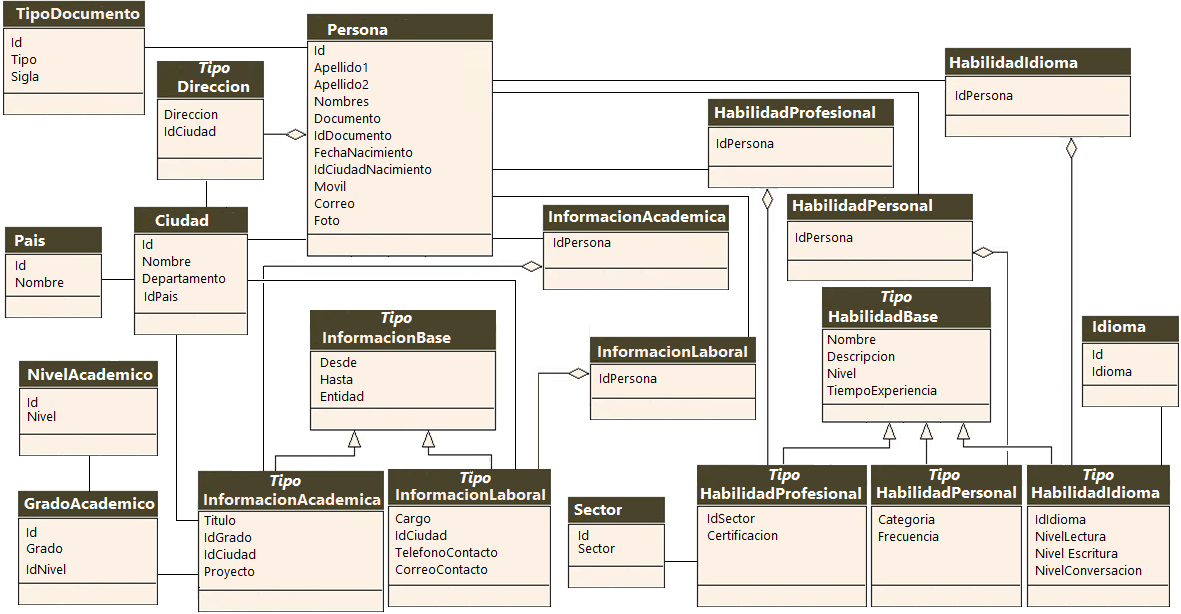 TipoDocumento
Id
Tipo
Sigla
Tipo
Direccion
Direccion
IdCiudad
Persona
Id
Apellido1
Apellido2
Nombres
Documento
IdDocumento
FechaNacimiento
IdCiudadNacimiento
Movil
Correo
Foto
HabilidadIdioma
IdPersona
HabilidadProfesional
IdPersona
HabilidadPersonal
IdPersona
InformacionAcademica
IdPersona
Ciudad
Id
Nombre
Departamento
IdPais
Pais
Id
Nombre
Tipo
InformacionBase
Desde
Hasta
Entidad
InformacionLaboral
IdPersona
Tipo
HabilidadBase
Nombre
Descripcion
Nivel
TiempoExperiencia
Idioma
Id
Idioma
NivelAcademico
Id
Nivel
GradoAcademico
Id
Grado
IdNivel
Tipo
InformacionAcademica
Titulo
IdGrado
IdCiudad
Proyecto
Tipo
InformacionLaboral
Cargo
IdCiudad
TelefonoContacto
CorreoContacto
Sector
Id
Sector
Tipo
HabilidadProfesional
IdSector
Certificacion
Tipo
HabilidadPersonal
Categoria
Frecuencia
Tipo
HabilidadIdioma
IdIdioma
NivelLectura
Nivel Escritura
NivelConversacion